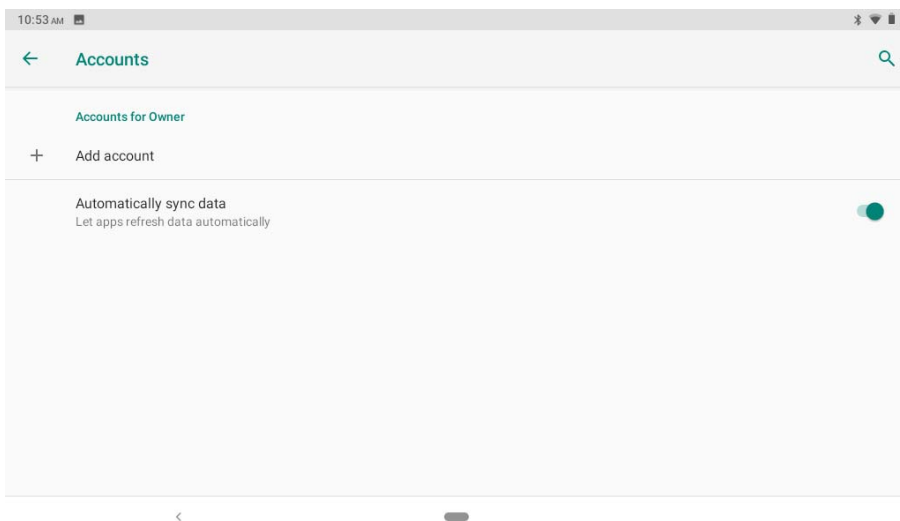 10:53 AM
Accounts
Accounts for Owner
Add account
Automatically sync data
Let apps refresh data automatically